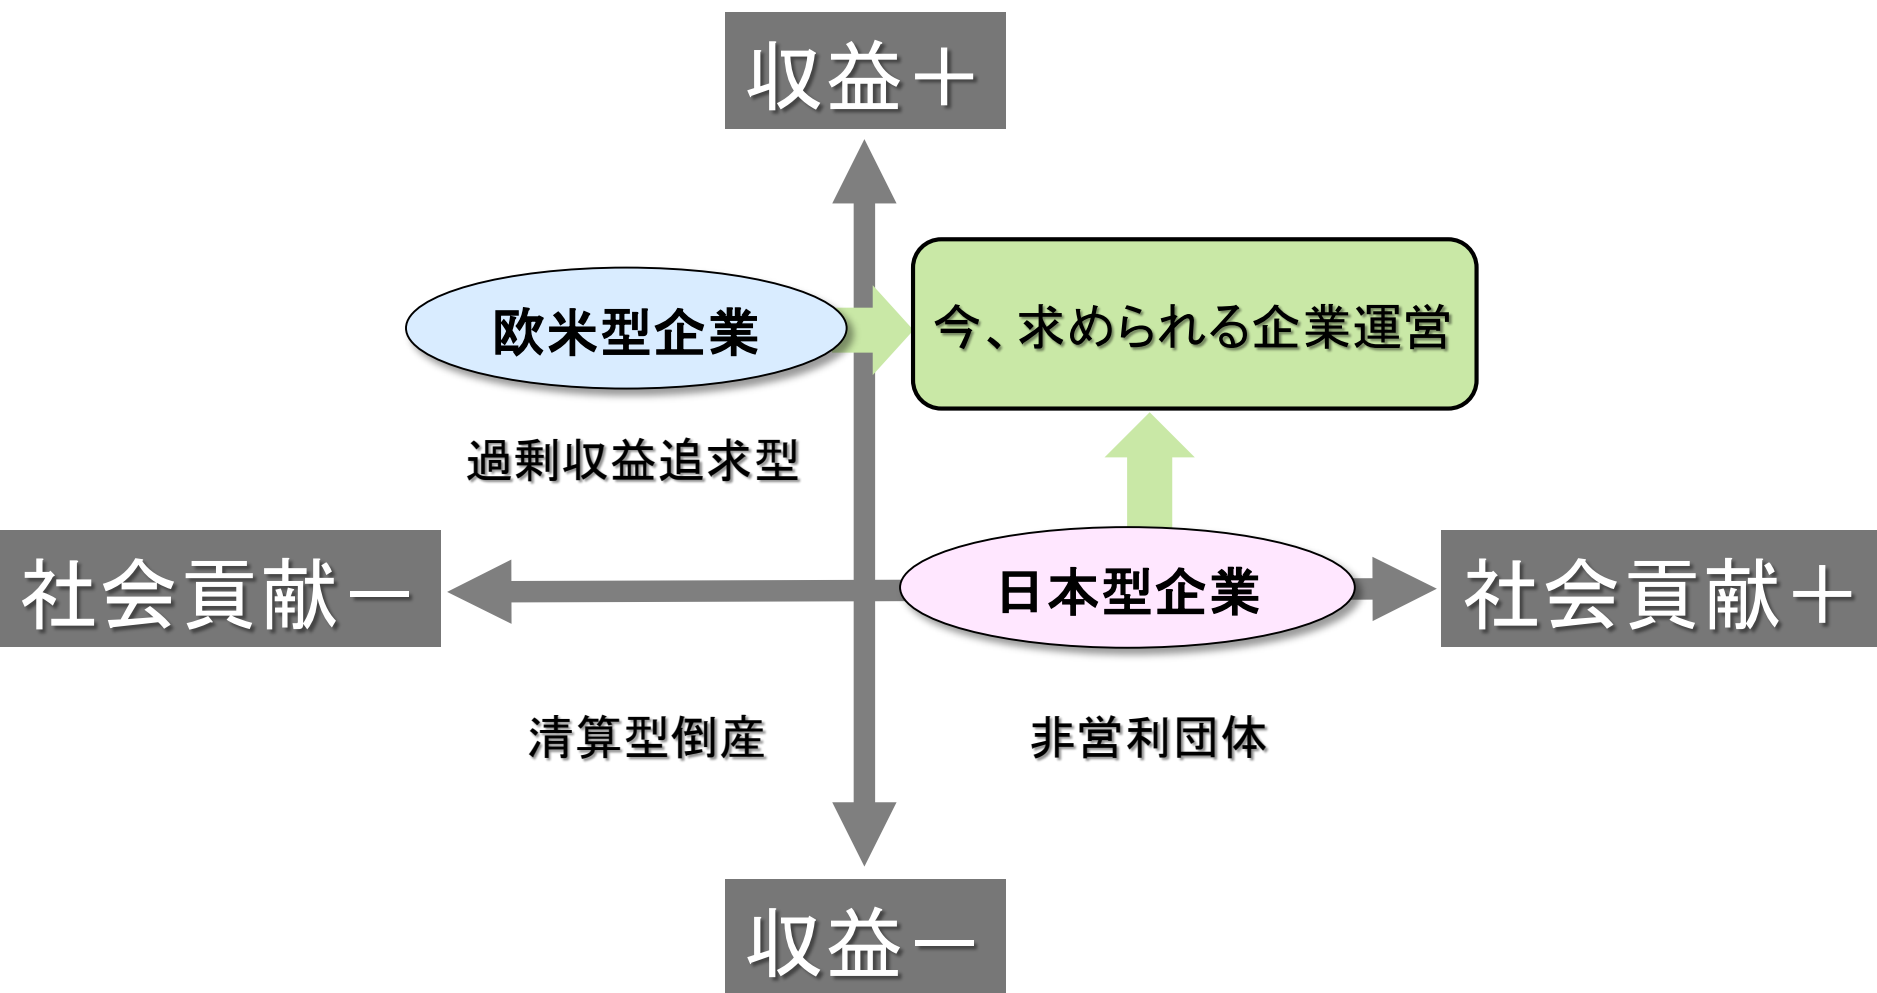 収益＋
欧米型企業
今、求められる企業運営
過剰収益追求型
社会貢献－
日本型企業
社会貢献＋
清算型倒産
非営利団体
収益－